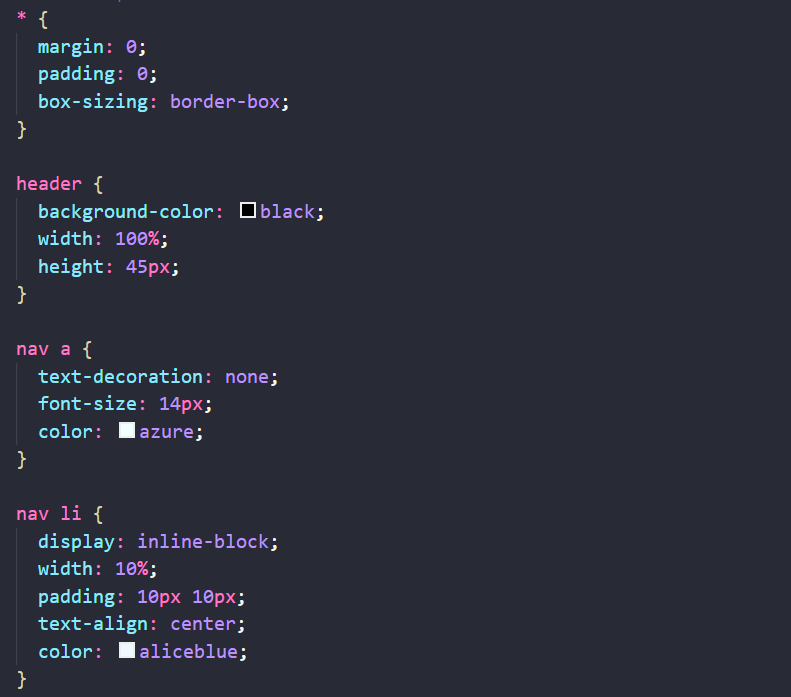 * {
margin: 0;
padding: 0;
box-sizing: border-box;
}
header {
background-color: black;
width: 100%;
height: 45px;
}
nav a {
text-decoration: none;
font-size: 14px;
color: azure;
}
nav li {
display: inline-block;
width: 10%;
padding: 10px 10px;
text-align: center;
color: aliceblue;
}